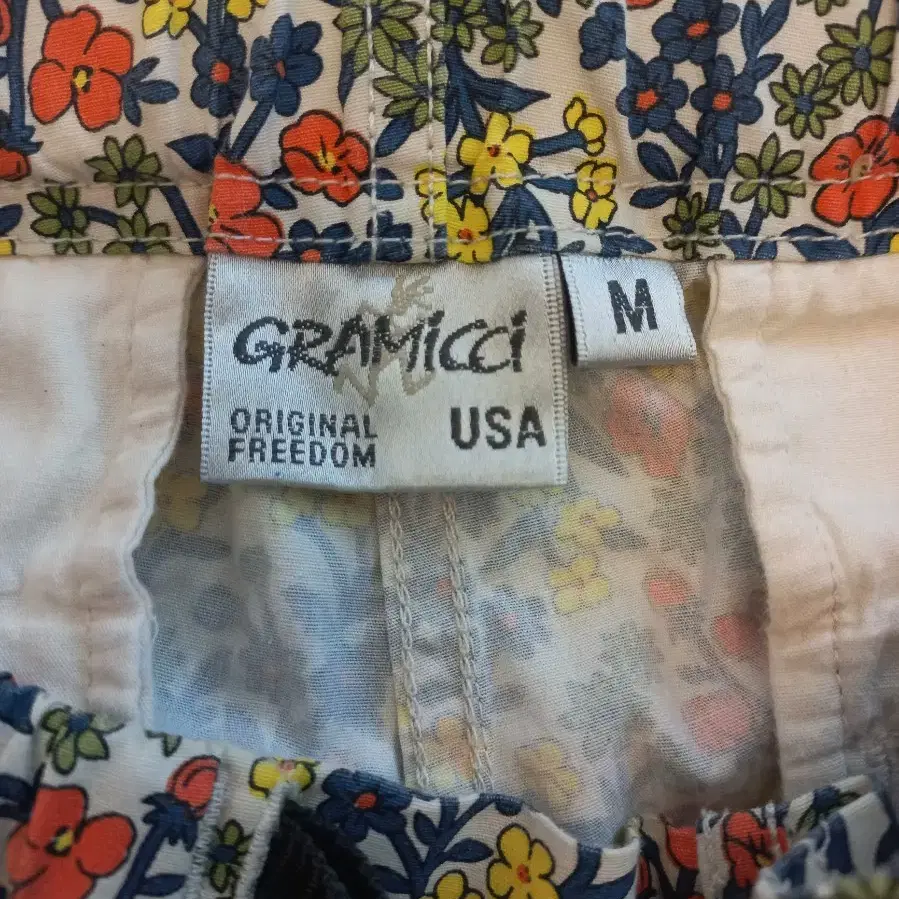 GRAMiCCi
ORIGINAL
FREEDOM
USA
M